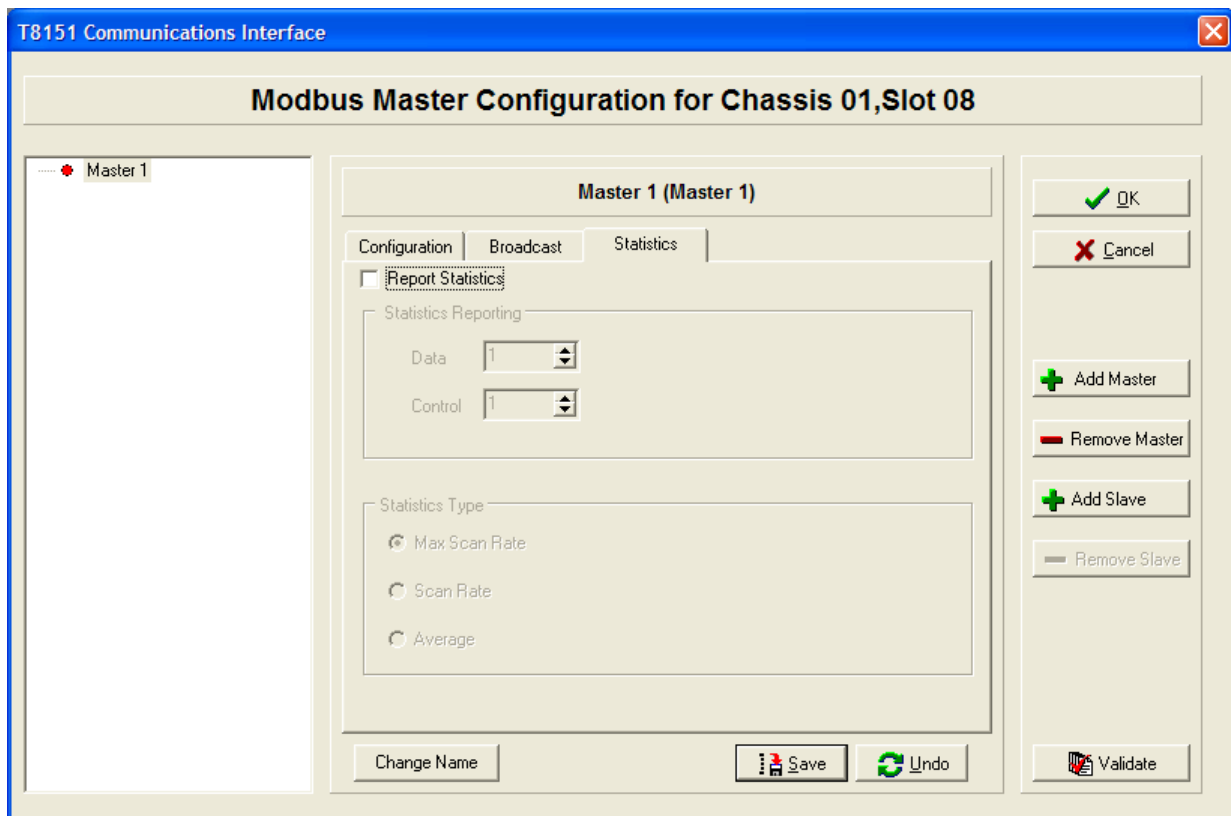 T8151 Communications Interface
Modbus Master Configuration for Chassis 01,Slot 08
Master 1
Master 1 (Master 1)
Configuration
Broadcast
Statistics
Report Statistics
Statistics Reporting
Data
1
Control
1
Statistics Type
Max Scan Rate
Scan Rate
Average
Change Name
Save
Undo
OK
Cancel
Add Master
Remove Master
Add Slave
Remove Slave
Validate